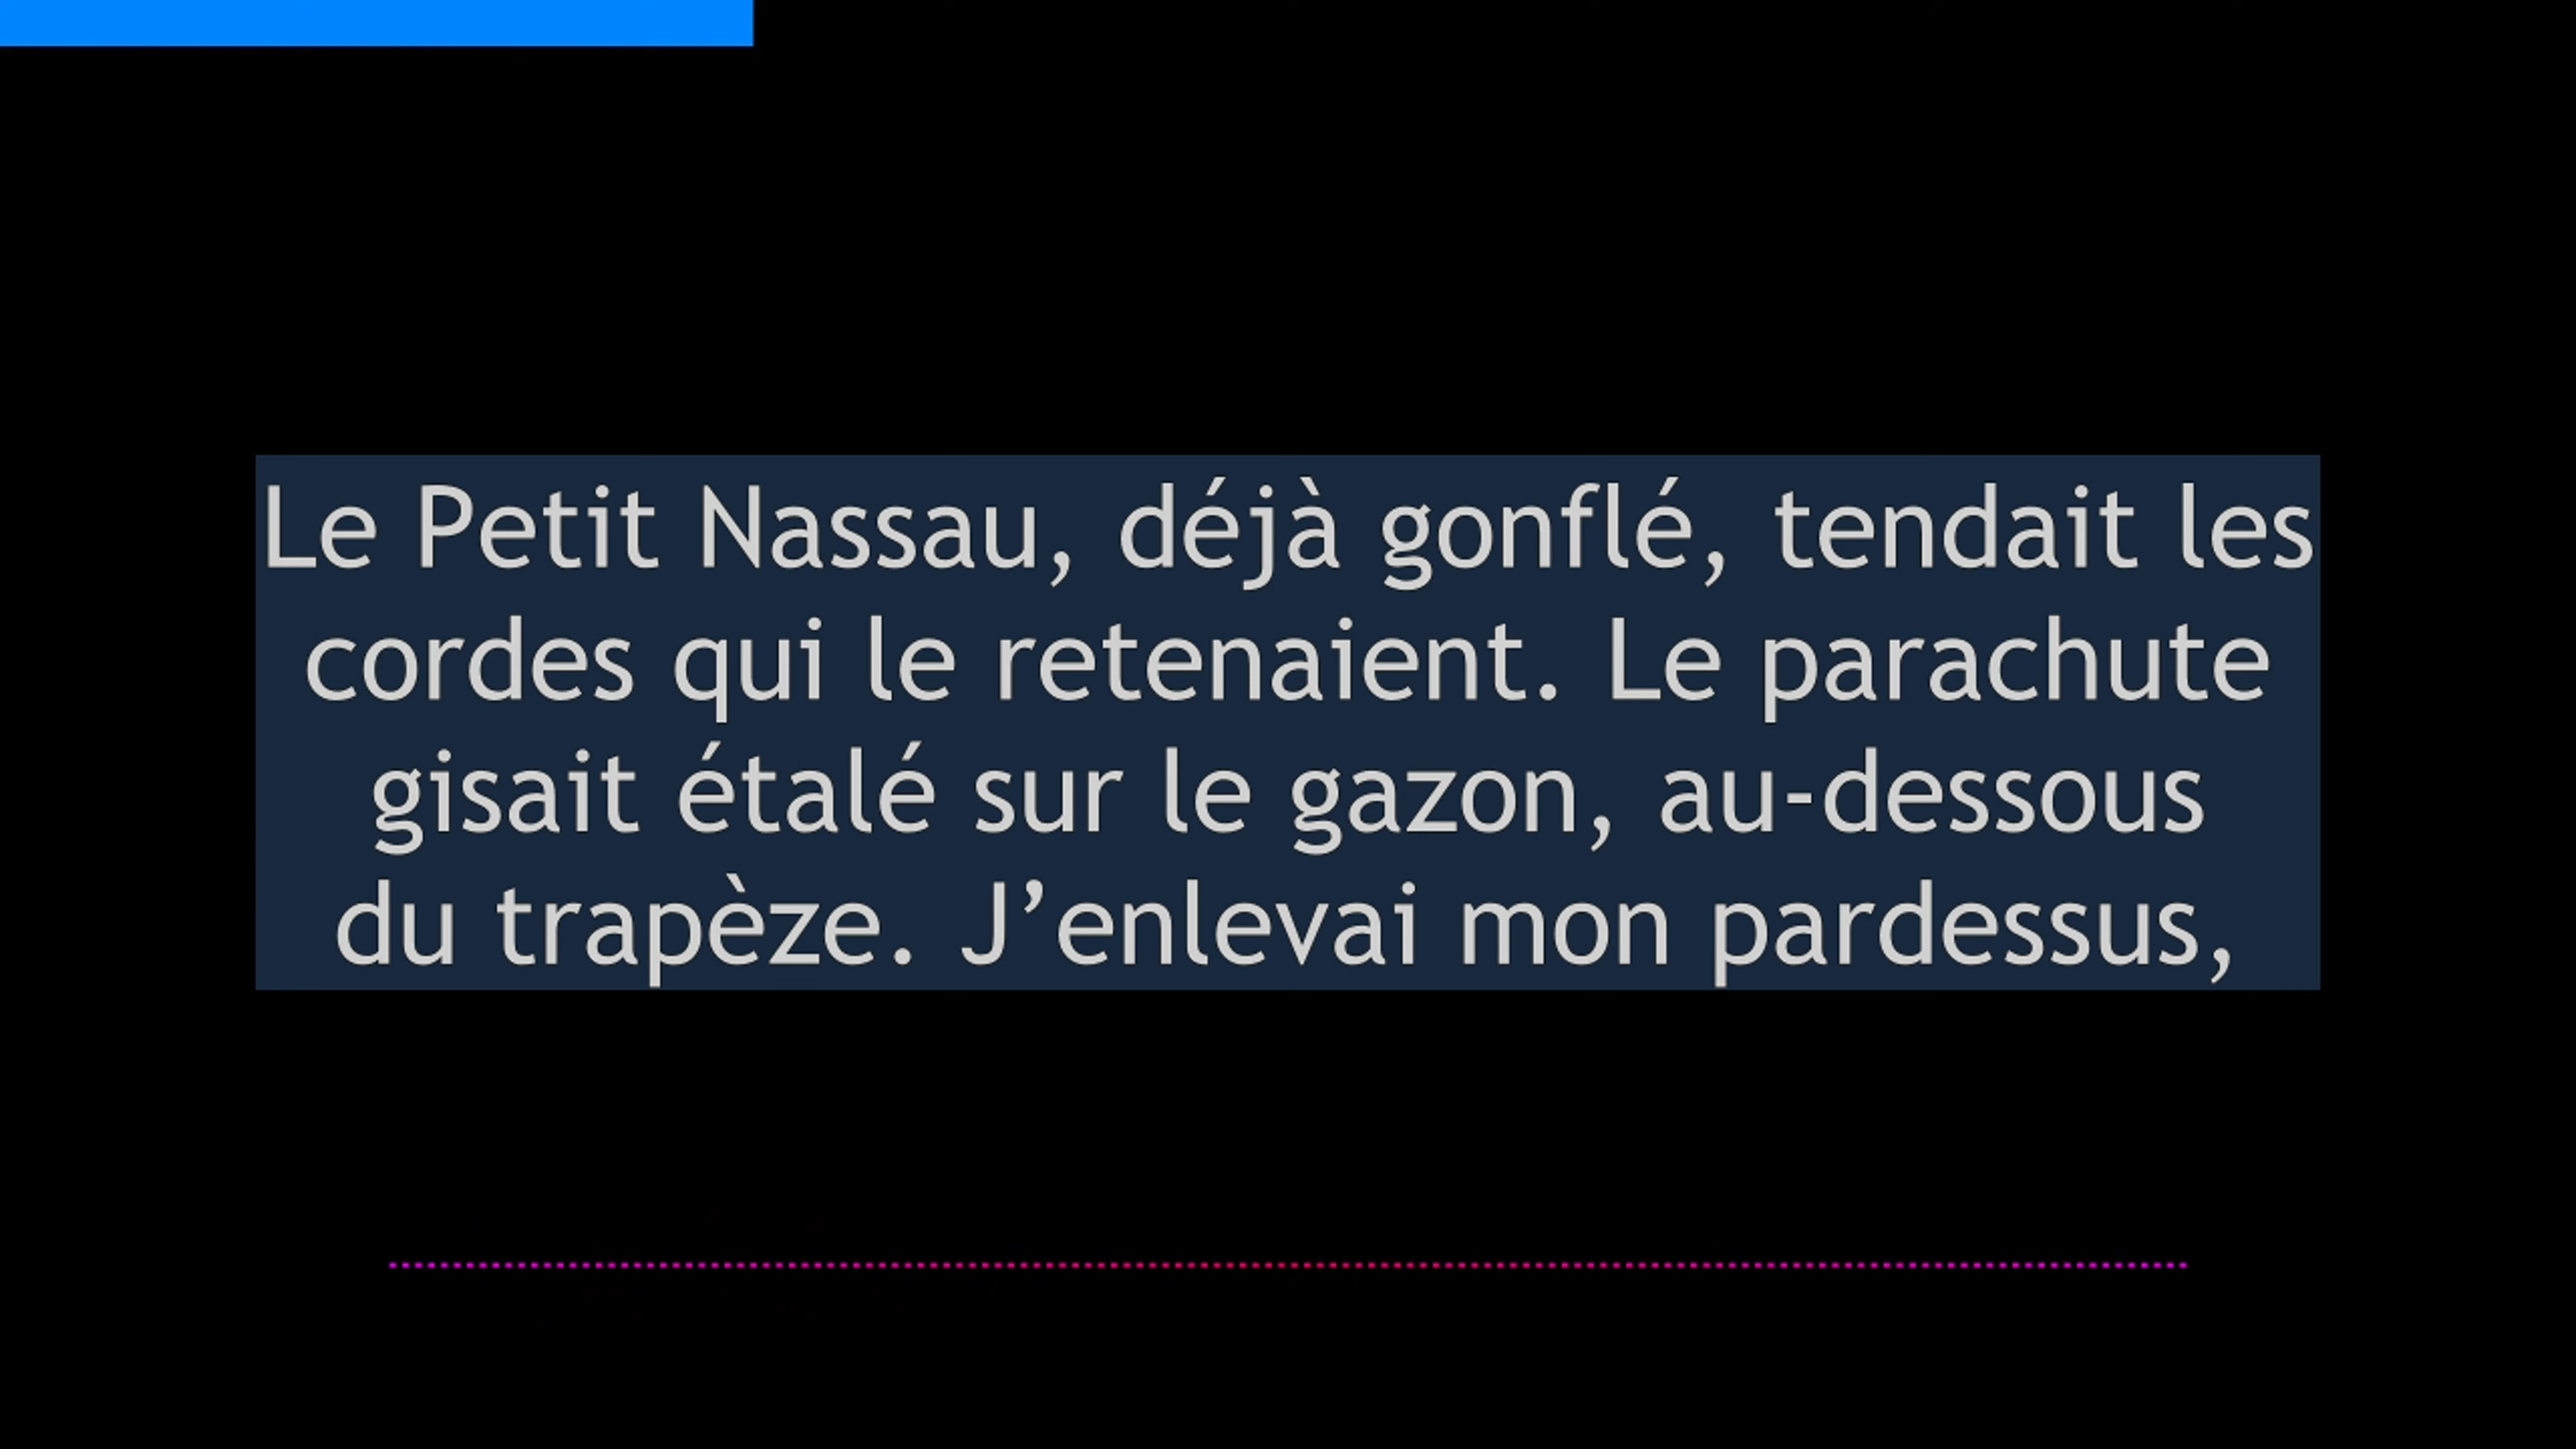 Le Petit Nassau, déjà gonflé, tendait les
cordes qui le retenaient. Le parachute
gisait étalé sur le gazon, au-dessous
du trapèze. J’enlevai mon pardessus,